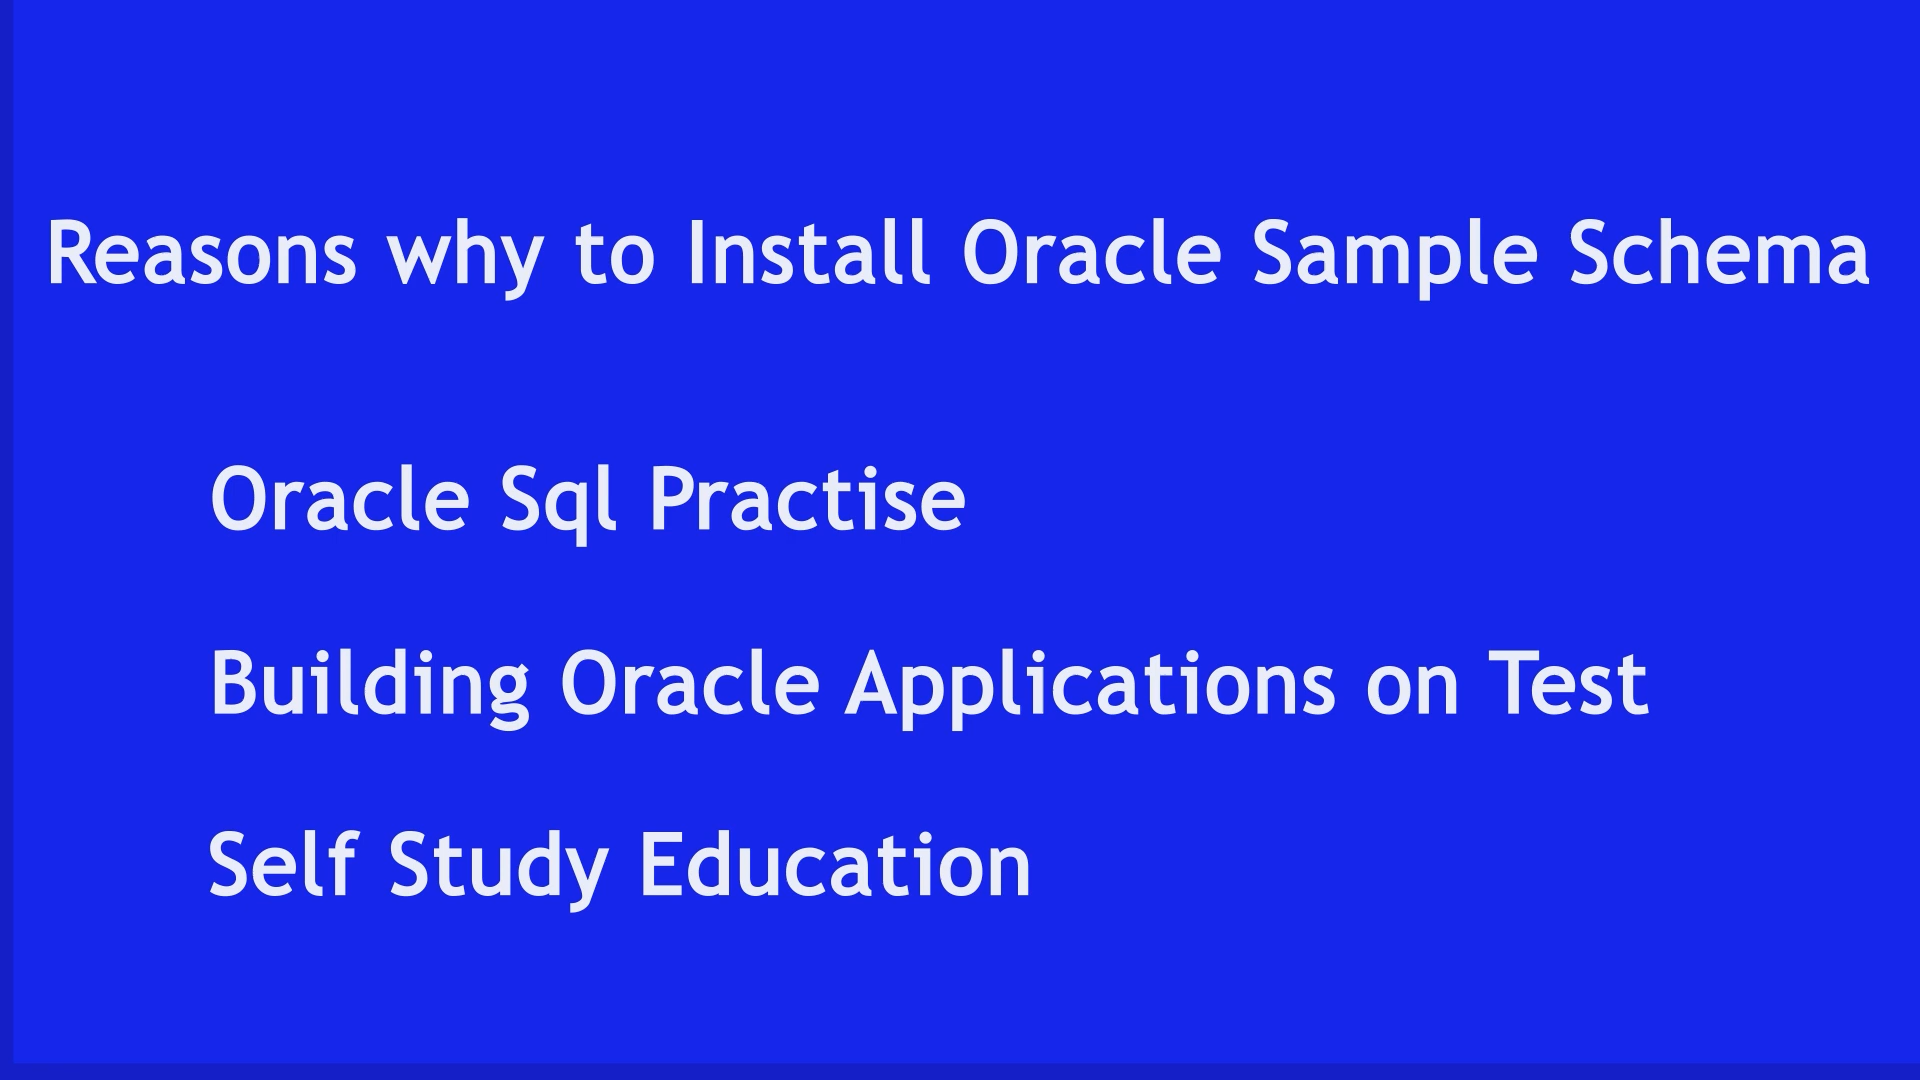 Reasons why to Install Oracle Sample Schema
Oracle Sql Practise
Building Oracle Applications on Test
Self Study Education